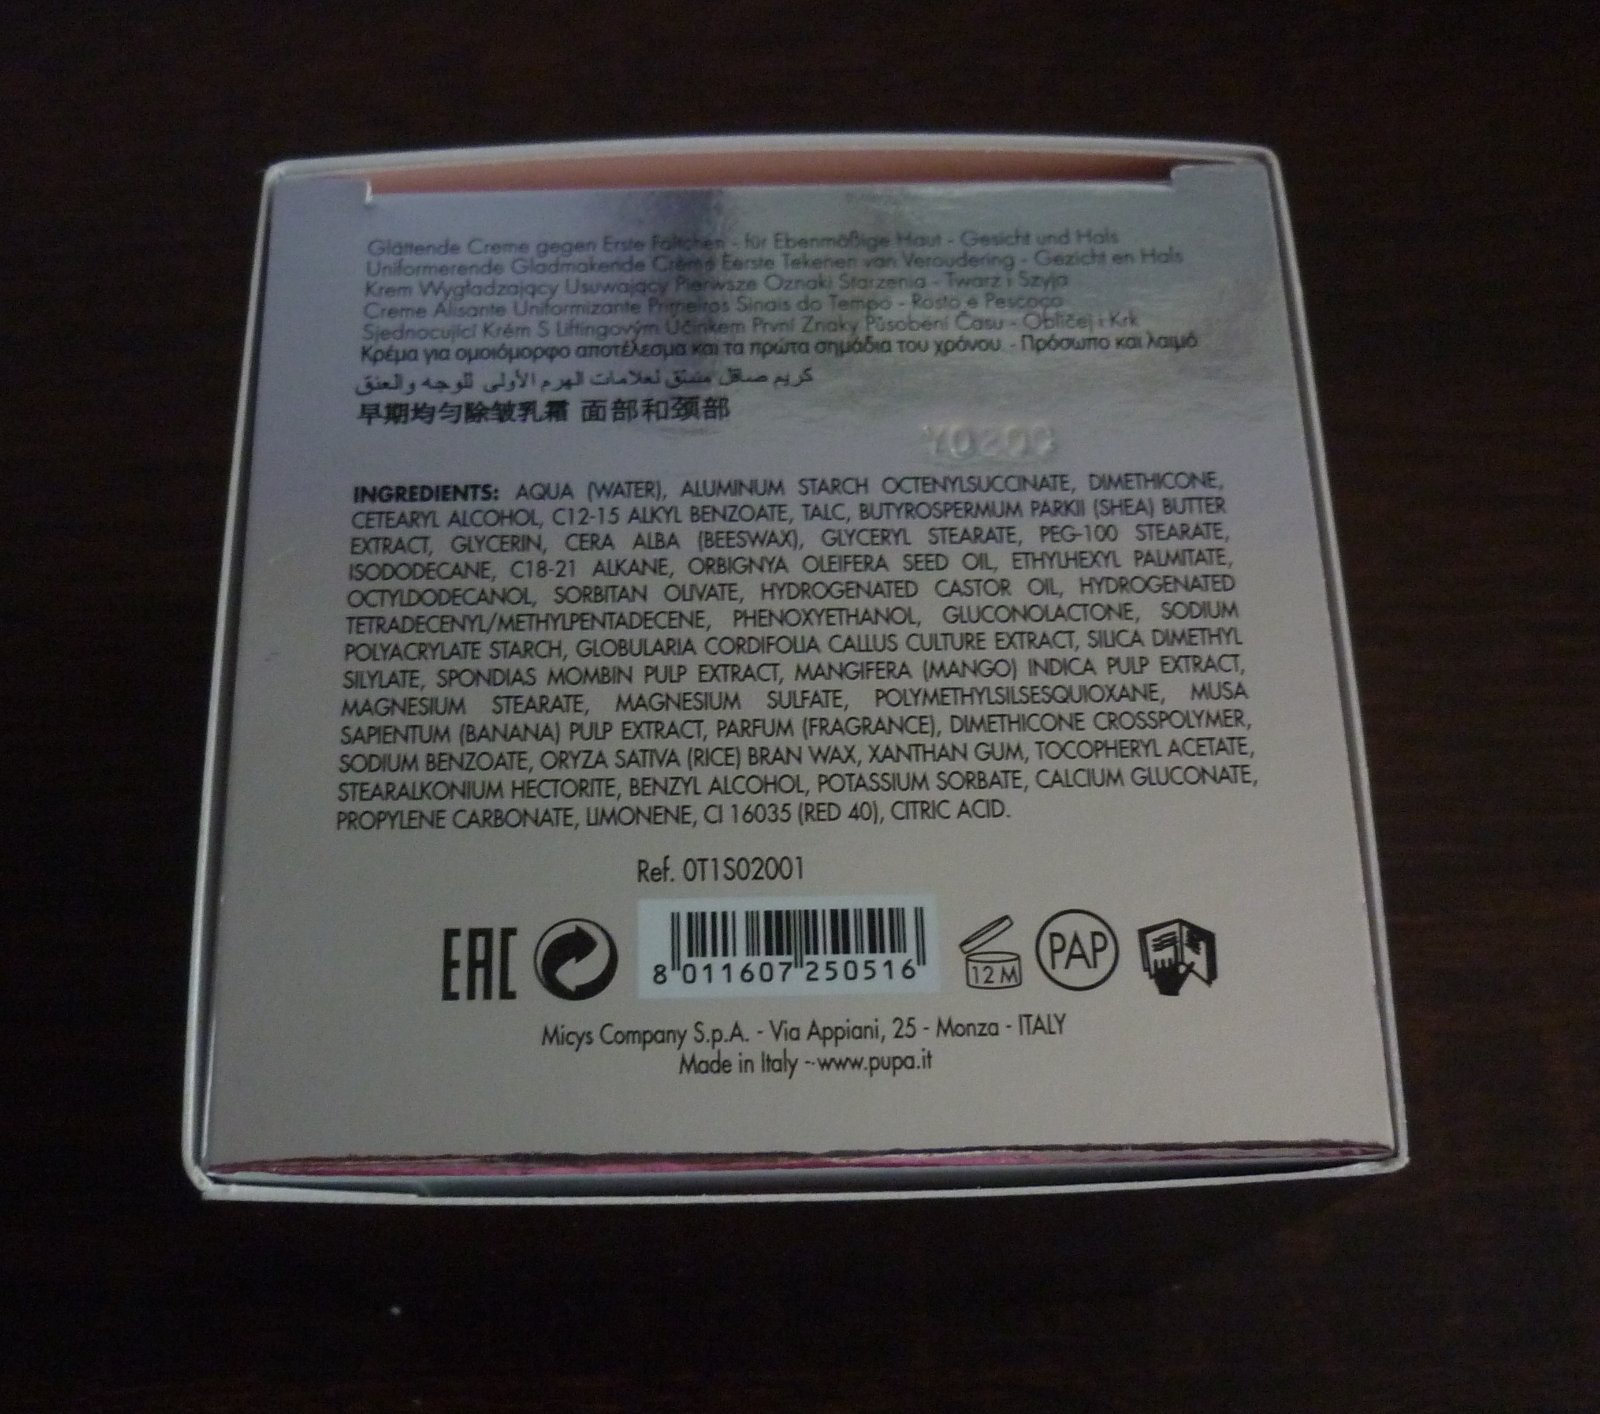 Glättende Creme gegen Erste Fältchen - für Ebenmäßige Haut - Gesicht und Hals
Uniformerende Gladmakende Crème Eerste Tekenen van Veroudering - Gezicht en Hals
Krem Wygładzający Usuwający Pierwsze Oznaki Starzenia - Twarz i Szyja
Creme Alisante Uniformizante Primeiros Sinais do Tempo - Rosto e Pescoço
Sjednocující Krém S Liftingovým Účinkem První Znaky Působení Času - Obličej i Krk
Κρέμα για ομοιόμορφο αποτέλεσμα και τα πρώτα σημάδια του χρόνου - Πρόσωπο και λαιμό
كريم صاقل منسّق لعلامات الهرم الأولى للوجه والعنق
早期均匀除皱乳霜 面部和颈部
INGREDIENTS: AQUA (WATER), ALUMINUM STARCH OCTENYLSUCCINATE, DIMETHICONE,
CETEARYL ALCOHOL, C12-15 ALKYL BENZOATE, TALC, BUTYROSPERMUM PARKII (SHEA) BUTTER
EXTRACT, GLYCERIN, CERA ALBA (BEESWAX), GLYCERYL STEARATE, PEG-100 STEARATE,
ISODODECANE, C18-21 ALKANE, ORBIGNYA OLEIFERA SEED OIL, ETHYLHEXYL PALMITATE,
OCTYLDODECANOL, SORBITAN OLIVATE, HYDROGENATED CASTOR OIL, HYDROGENATED
TETRADECENYL/METHYLPENTADECENE, PHENOXYETHANOL, GLUCONOLACTONE, SODIUM
POLYACRYLATE STARCH, GLOBULARIA CORDIFOLIA CALLUS CULTURE EXTRACT, SILICA DIMETHYL
SILYLATE, SPONDIAS MOMBIN PULP EXTRACT, MANGIFERA (MANGO) INDICA PULP EXTRACT,
MAGNESIUM STEARATE, MAGNESIUM SULFATE, POLYMETHYLSILSESQUIOXANE, MUSA
SAPIENTUM (BANANA) PULP EXTRACT, PARFUM (FRAGRANCE), DIMETHICONE CROSSPOLYMER,
SODIUM BENZOATE, ORYZA SATIVA (RICE) BRAN WAX, XANTHAN GUM, TOCOPHERYL ACETATE,
STEARALKONIUM HECTORITE, BENZYL ALCOHOL, POTASSIUM SORBATE, CALCIUM GLUCONATE,
PROPYLENE CARBONATE, LIMONENE, CI 16035 (RED 40), CITRIC ACID.
Ref. 0T1S02001
EAC
8 011607 250516
12 M
PAP
Micys Company S.p.A. - Via Appiani, 25 - Monza - ITALY
Made in Italy - www.pupa.it